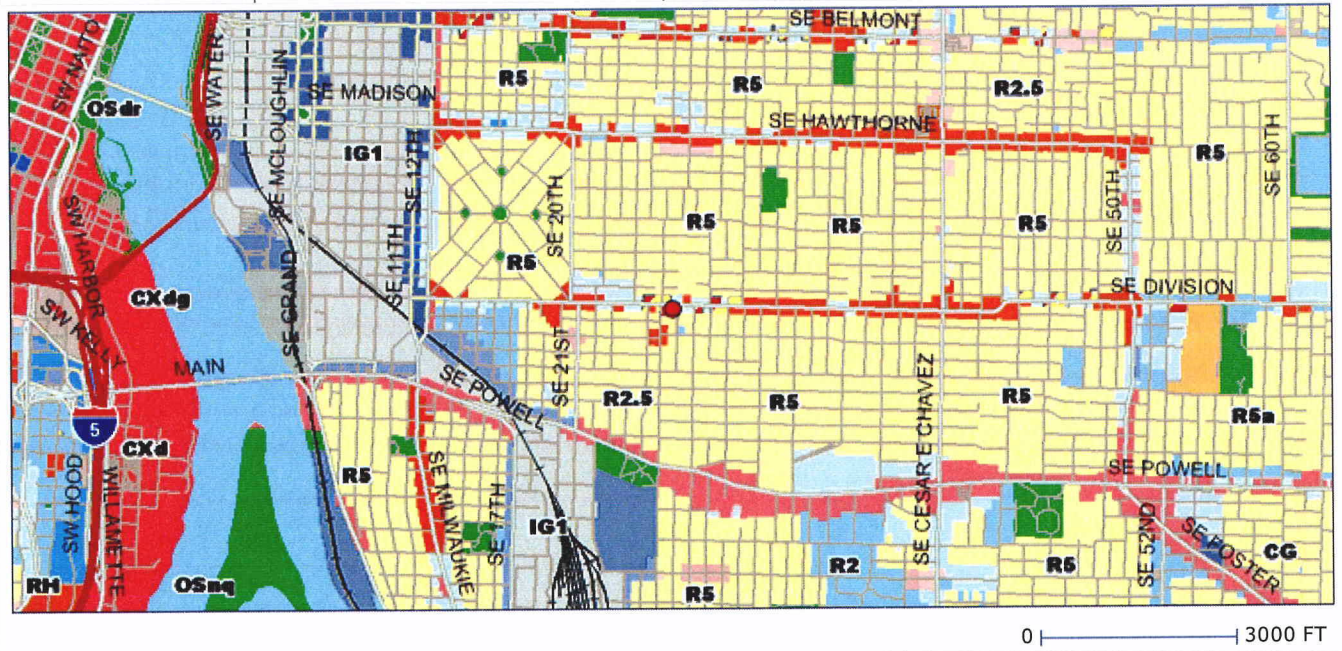 SE BELMONT
SW NAITO
SE WATER
SE MCLOUGHLIN
R5
R5
R2.5
SE MADISON
OSdr
SE HAWTHORNE
IG1
SE 12TH
R5
SE 60TH
SE 20TH
SE 50TH
R5
R5
R5
SW HARBOR
SE 11TH
R5
SE DIVISION
CXdg
SE GRAND
SW KELLY
MAIN
SE POWELL
SE 21ST
R2.5
R5
SE CESAR E CHAVEZ
R5
R5a
5
CXd
R5
SE POWELL
SW HOOD
WILLAMETTE
SE MILWAUKIE
SE 17TH
IG1
SE 52ND
SE FOSTER
CG
RH
OSnq
R5
R2
R5
0
3000 FT